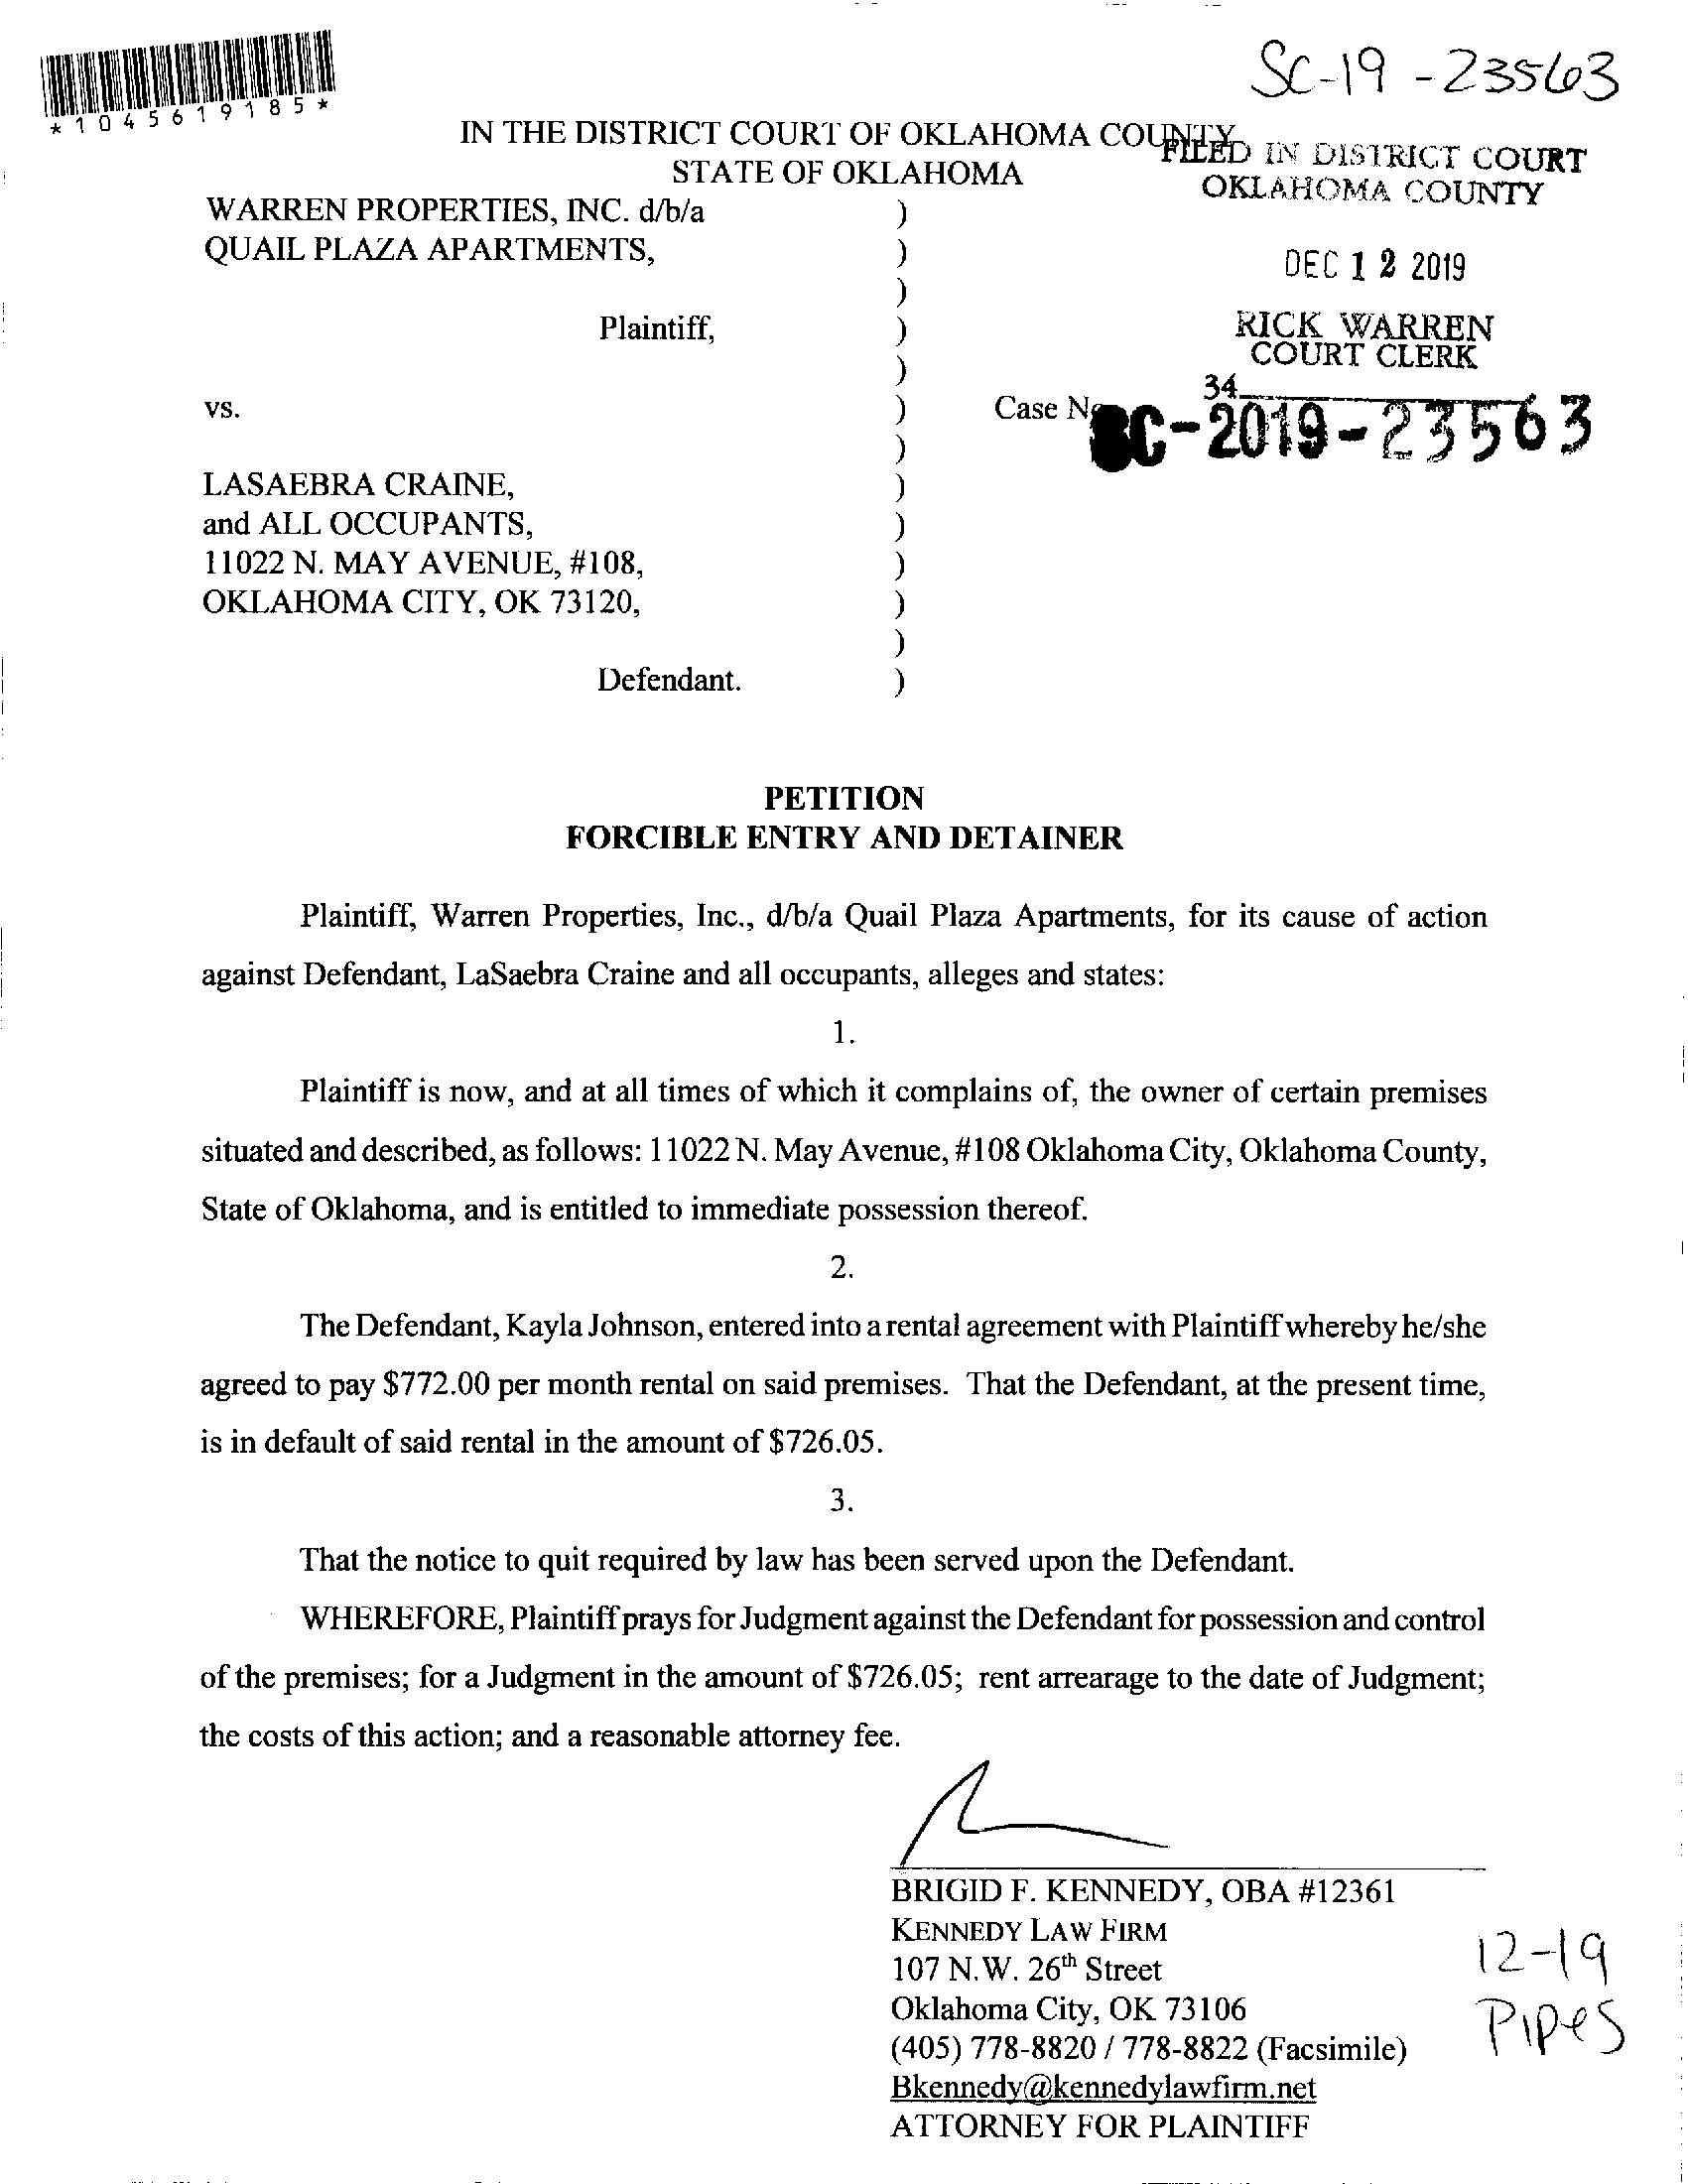 *1045619185*
SC-19-23563
IN THE DISTRICT COURT OF OKLAHOMA COUNTY
STATE OF OKLAHOMA
FILED IN DISTRICT COURT
OKLAHOMA COUNTY
DEC 12 2019
RICK WARREN
COURT CLERK
34
WARREN PROPERTIES, INC. d/b/a )
QUAIL PLAZA APARTMENTS, )
)
Plaintiff, )
)
vs. ) Case No. SC-2019-23563
)
LASAEBRA CRAINE, )
and ALL OCCUPANTS, )
11022 N. MAY AVENUE, #108, )
OKLAHOMA CITY, OK 73120, )
)
Defendant. )
PETITION
FORCIBLE ENTRY AND DETAINER
Plaintiff, Warren Properties, Inc., d/b/a Quail Plaza Apartments, for its cause of action
against Defendant, LaSaebra Craine and all occupants, alleges and states:
1.
Plaintiff is now, and at all times of which it complains of, the owner of certain premises
situated and described, as follows: 11022 N. May Avenue, #108 Oklahoma City, Oklahoma County,
State of Oklahoma, and is entitled to immediate possession thereof.
2.
The Defendant, Kayla Johnson, entered into a rental agreement with Plaintiff whereby he/she
agreed to pay $772.00 per month rental on said premises. That the Defendant, at the present time,
is in default of said rental in the amount of $726.05.
3.
That the notice to quit required by law has been served upon the Defendant.
WHEREFORE, Plaintiff prays for Judgment against the Defendant for possession and control
of the premises; for a Judgment in the amount of $726.05; rent arrearage to the date of Judgment;
the costs of this action; and a reasonable attorney fee.
BRIGID F. KENNEDY, OBA #12361
KENNEDY LAW FIRM
107 N.W. 26th Street
Oklahoma City, OK 73106
(405) 778-8820 / 778-8822 (Facsimile)
Bkennedy@kennedylawfirm.net
ATTORNEY FOR PLAINTIFF
12-19
Pipes